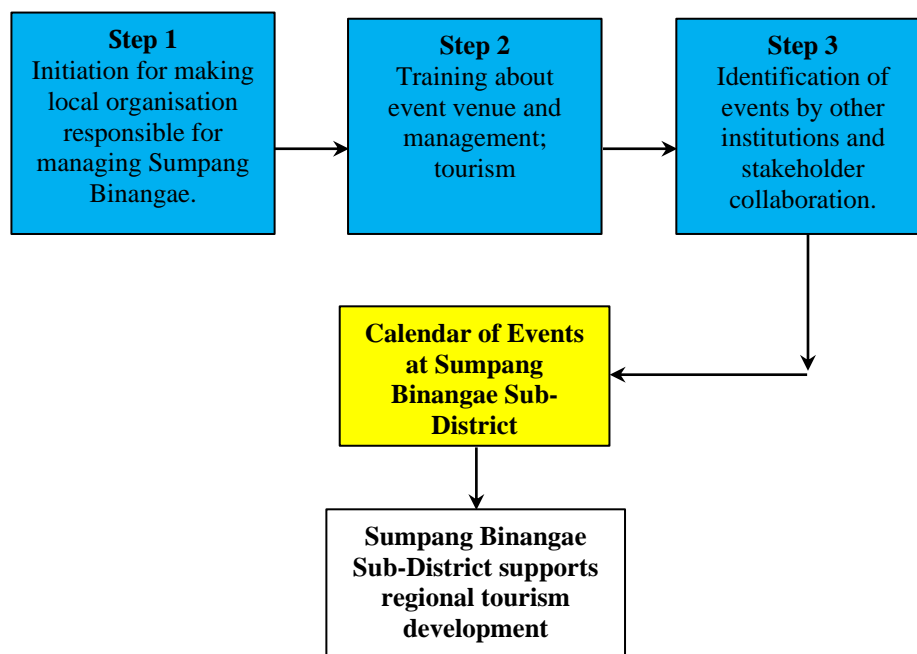 Step 1
Initiation for making
local organisation
responsible for
managing Sumpang
Binangae.
Step 2
Training about
event venue and
management;
tourism
Step 3
Identification of
events by other
institutions and
stakeholder
collaboration.
Calendar of Events
at Sumpang
Binangae Sub-
District
Sumpang Binangae
Sub-District supports
regional tourism
development